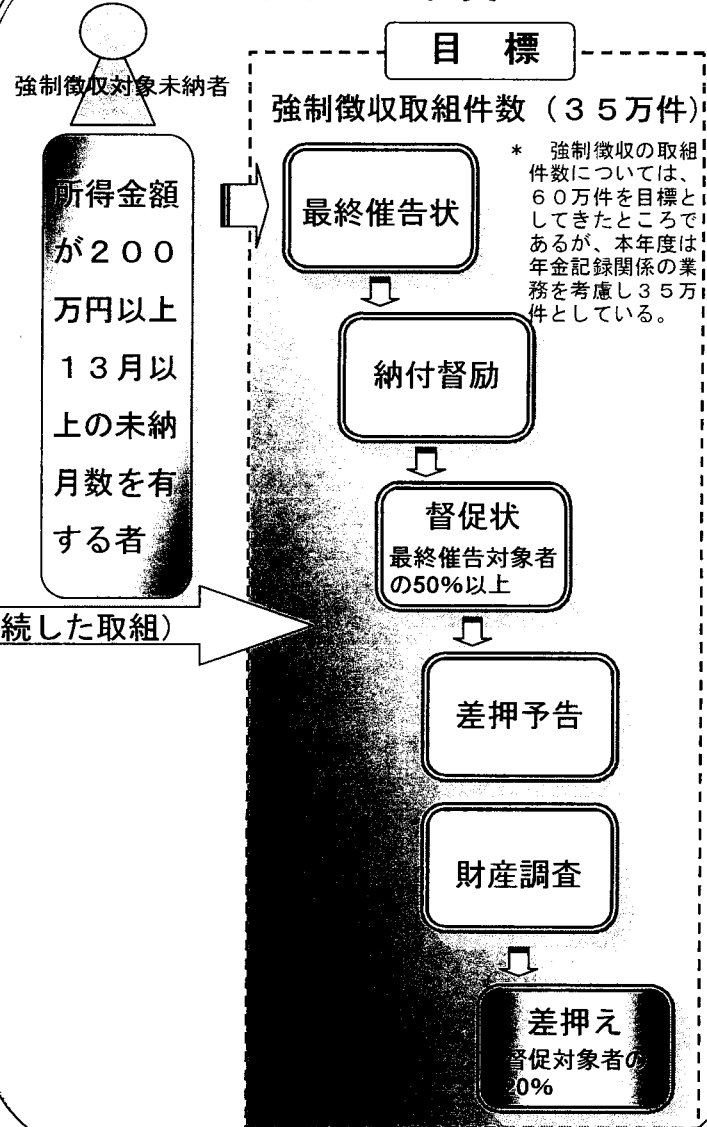 強制徴収対象未納者
所得金額
が200
万円以上
13月以
上の未納
月数を有
する者
続した取組)
目 標
強制徴収取組件数(35万件)
* 強制徴収の取組
件数については、
60万件を目標と
してきたところで
あるが、本年度は
年金記録関係の業
務を考慮し35万
件としている。
最終催告状
納付督励
督促状
最終催告対象者
の50%以上
差押予告
財産調査
差押え
督促対象者の
20%